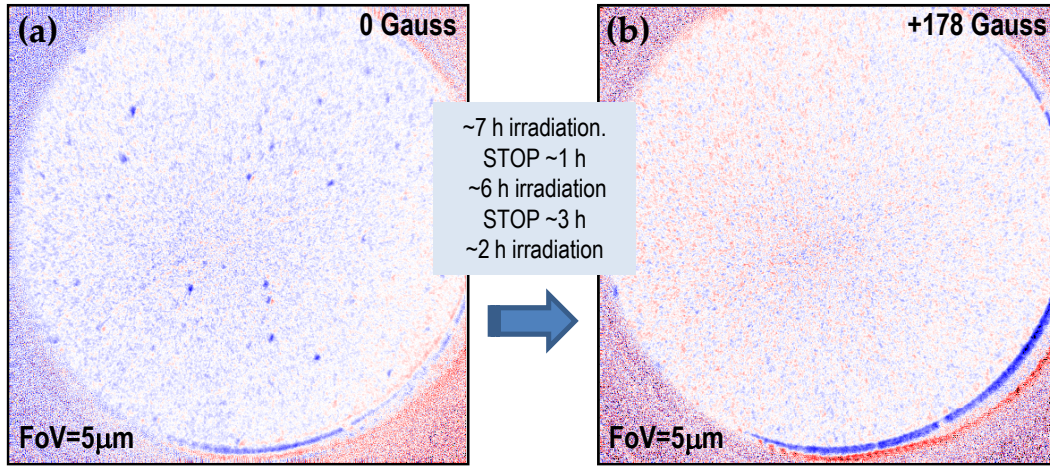 (a)
0 Gauss
FoV=5μm
~7 h irradiation.
STOP ~1 h
~6 h irradiation
STOP ~3 h
~2 h irradiation
(b)
+178 Gauss
FoV=5μm